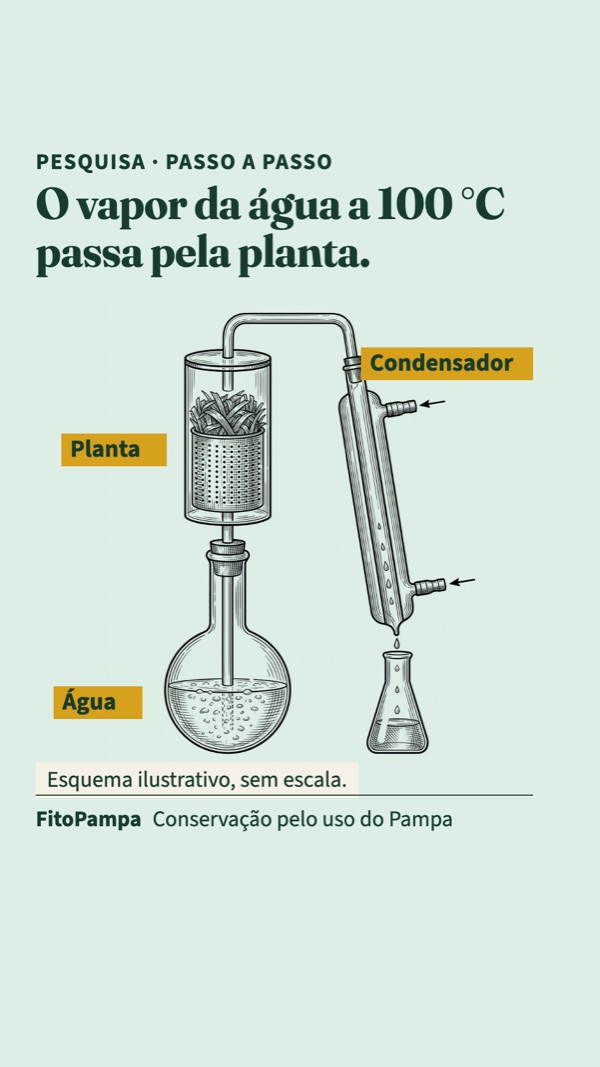 PESQUISA · PASSO A PASSO
O vapor da água a 100 °C
passa pela planta.
Condensador
Planta
Água
Esquema ilustrativo, sem escala.
FitoPampa Conservação pelo uso do Pampa